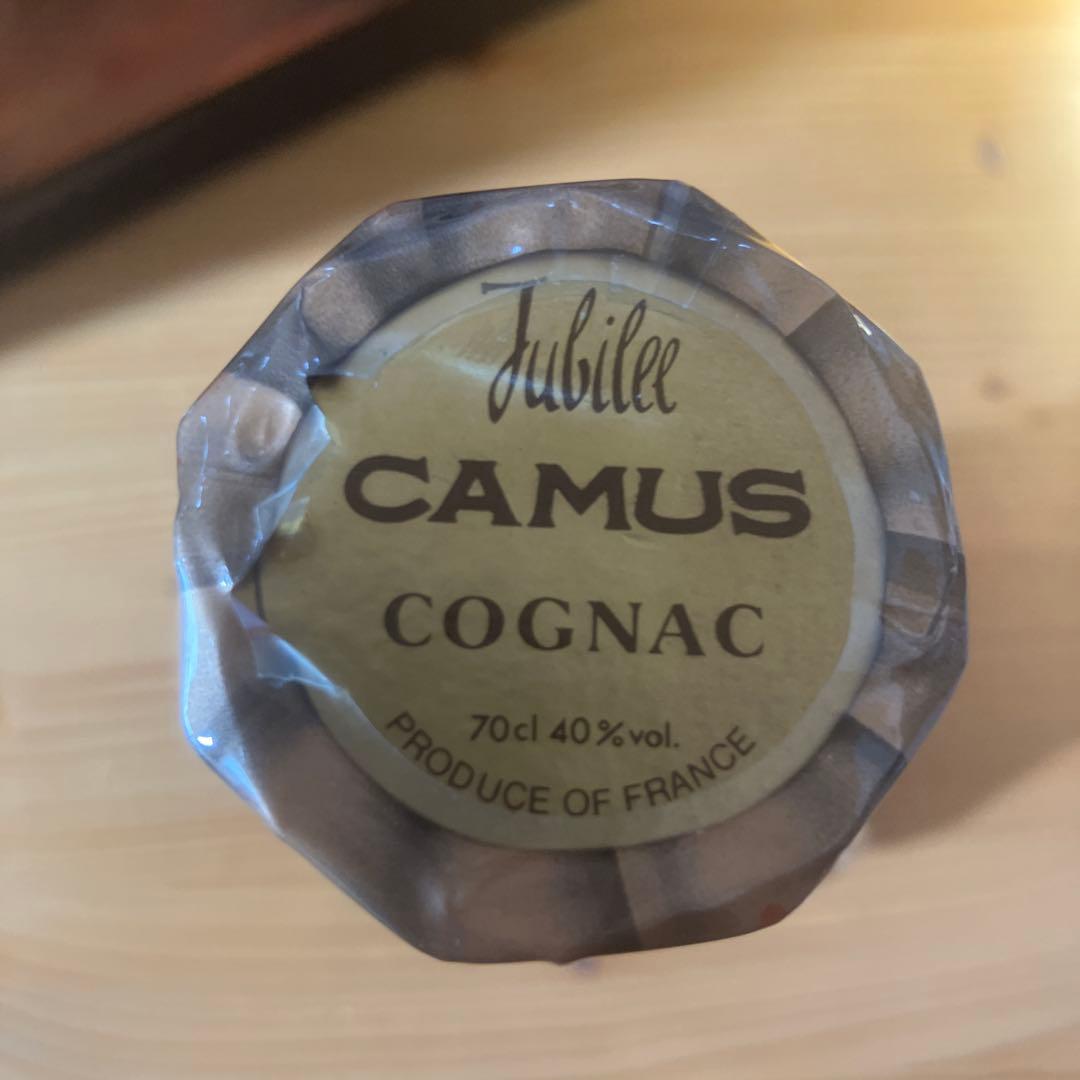 Jubilee
CAMUS
COGNAC
70cl 40% vol.
PRODUCE OF FRANCE